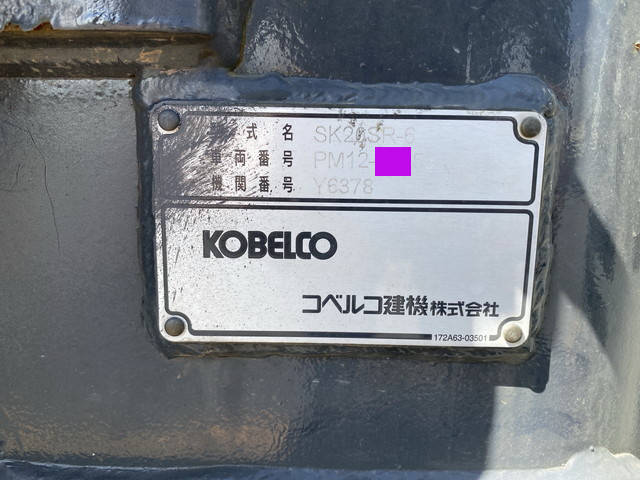 式 名 SK20SR-6
車両番号 PM12-
機関番号 Y6378
KOBELCO
コベルコ建機株式会社
172A63-03501